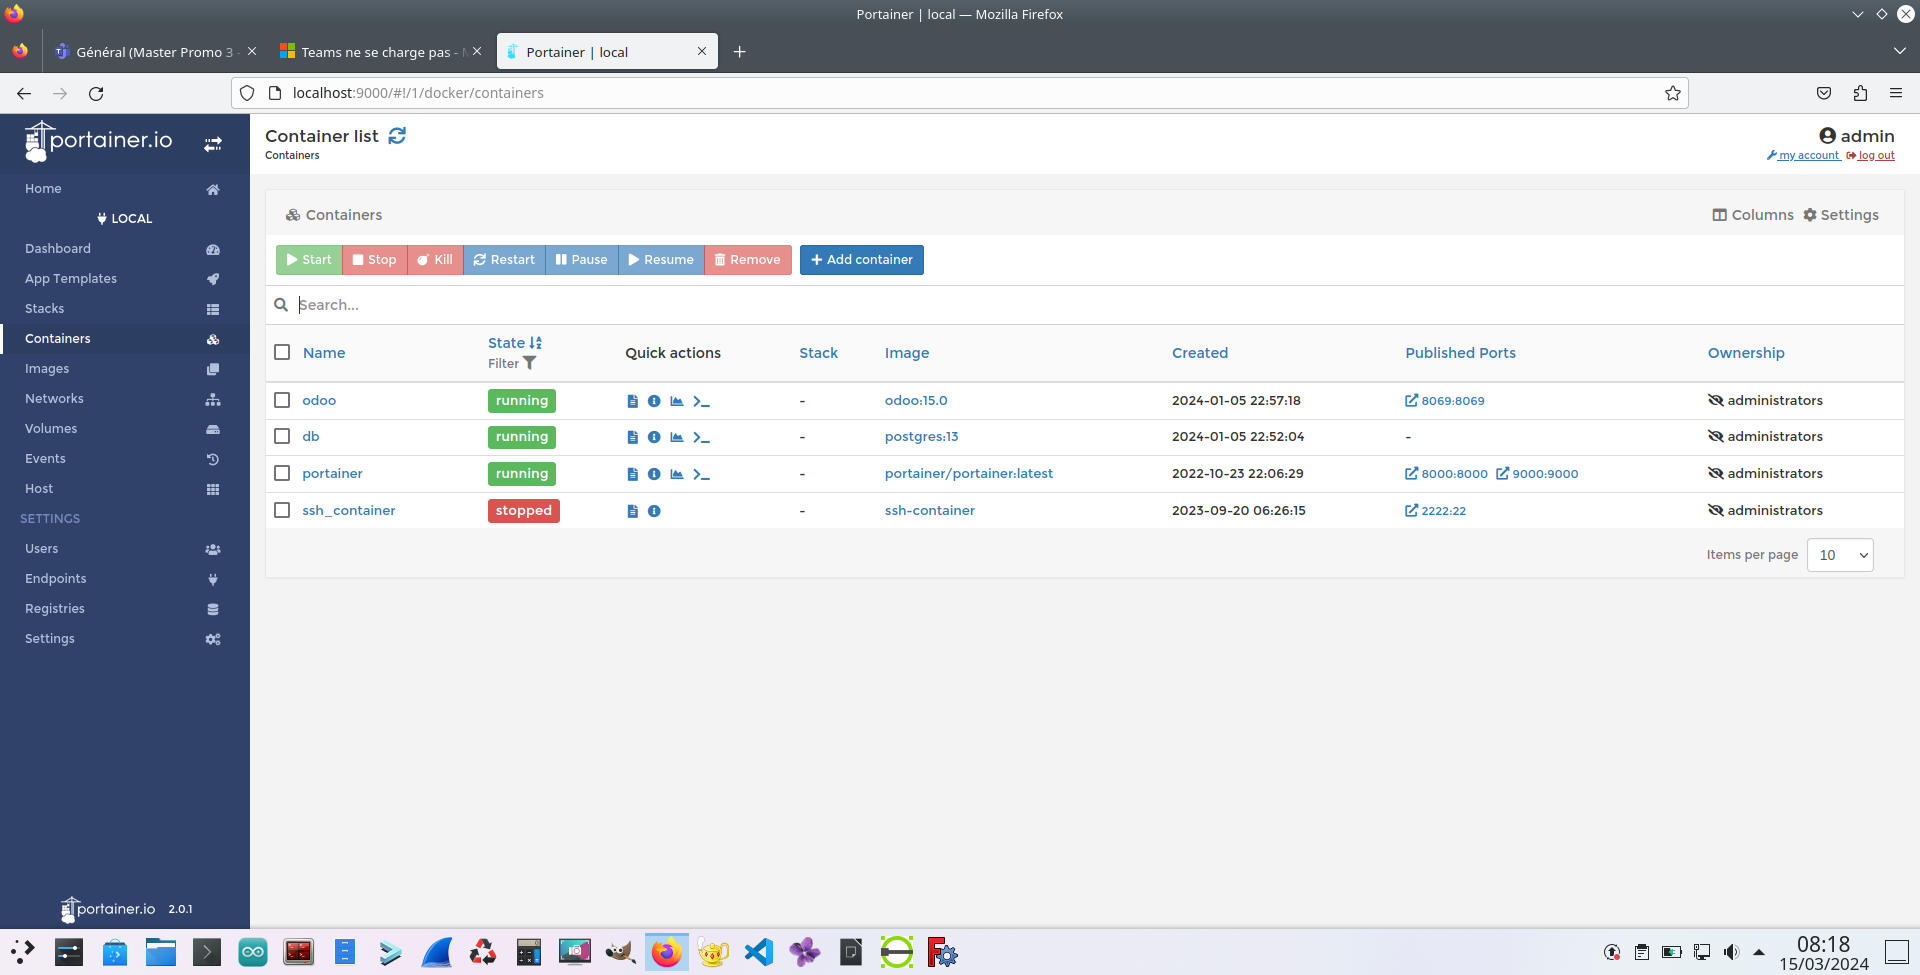 Portainer | local — Mozilla Firefox
Général (Master Promo 3 -
Teams ne se charge pas -
Portainer | local
localhost:9000/#!/1/docker/containers
portainer.io
Home
LOCAL
Dashboard
App Templates
Stacks
Containers
Images
Networks
Volumes
Events
Host
SETTINGS
Users
Endpoints
Registries
Settings
portainer.io 2.0.1
Container list
Containers
admin
my account log out
Containers
Columns Settings
Start Stop Kill Restart Pause Resume Remove Add container
Search...
Name State Filter Quick actions Stack Image Created Published Ports Ownership
odoo running - odoo:15.0 2024-01-05 22:57:18 8069:8069 administrators
db running - postgres:13 2024-01-05 22:52:04 - administrators
portainer running - portainer/portainer:latest 2022-10-23 22:06:29 8000:8000 9000:9000 administrators
ssh_container stopped - ssh-container 2023-09-20 06:26:15 2222:22 administrators
Items per page 10
08:18
15/03/2024